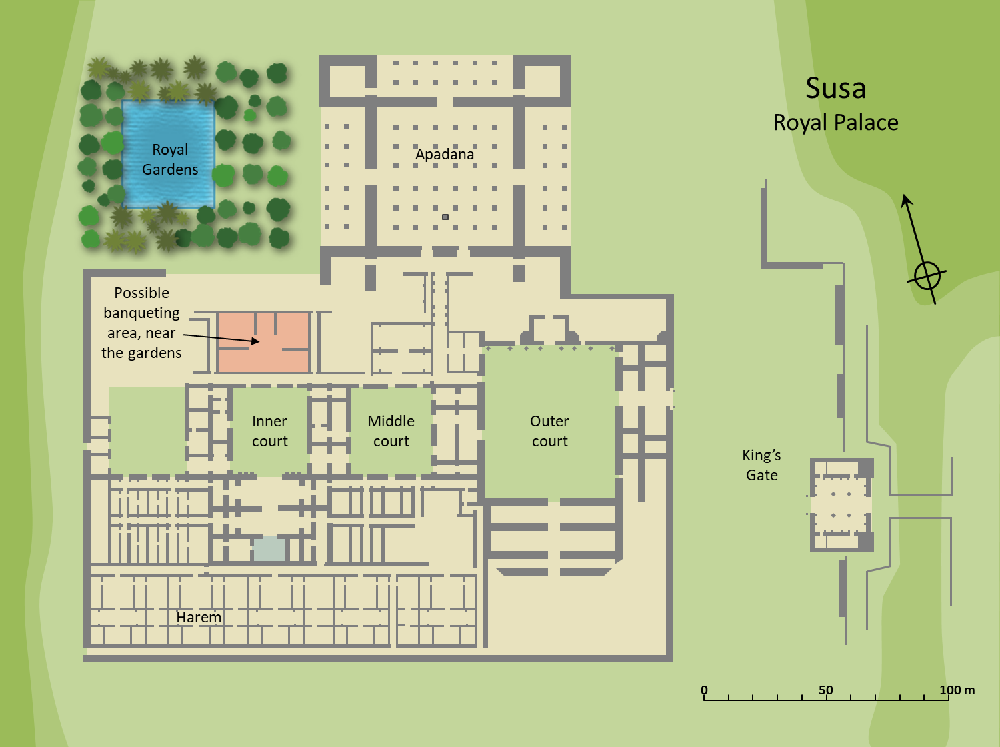 Susa
Royal Palace
Royal
Gardens
Apadana
Possible
banqueting
area, near
the gardens
Inner
court
Middle
court
Outer
court
King’s
Gate
Harem
0 50 100 m